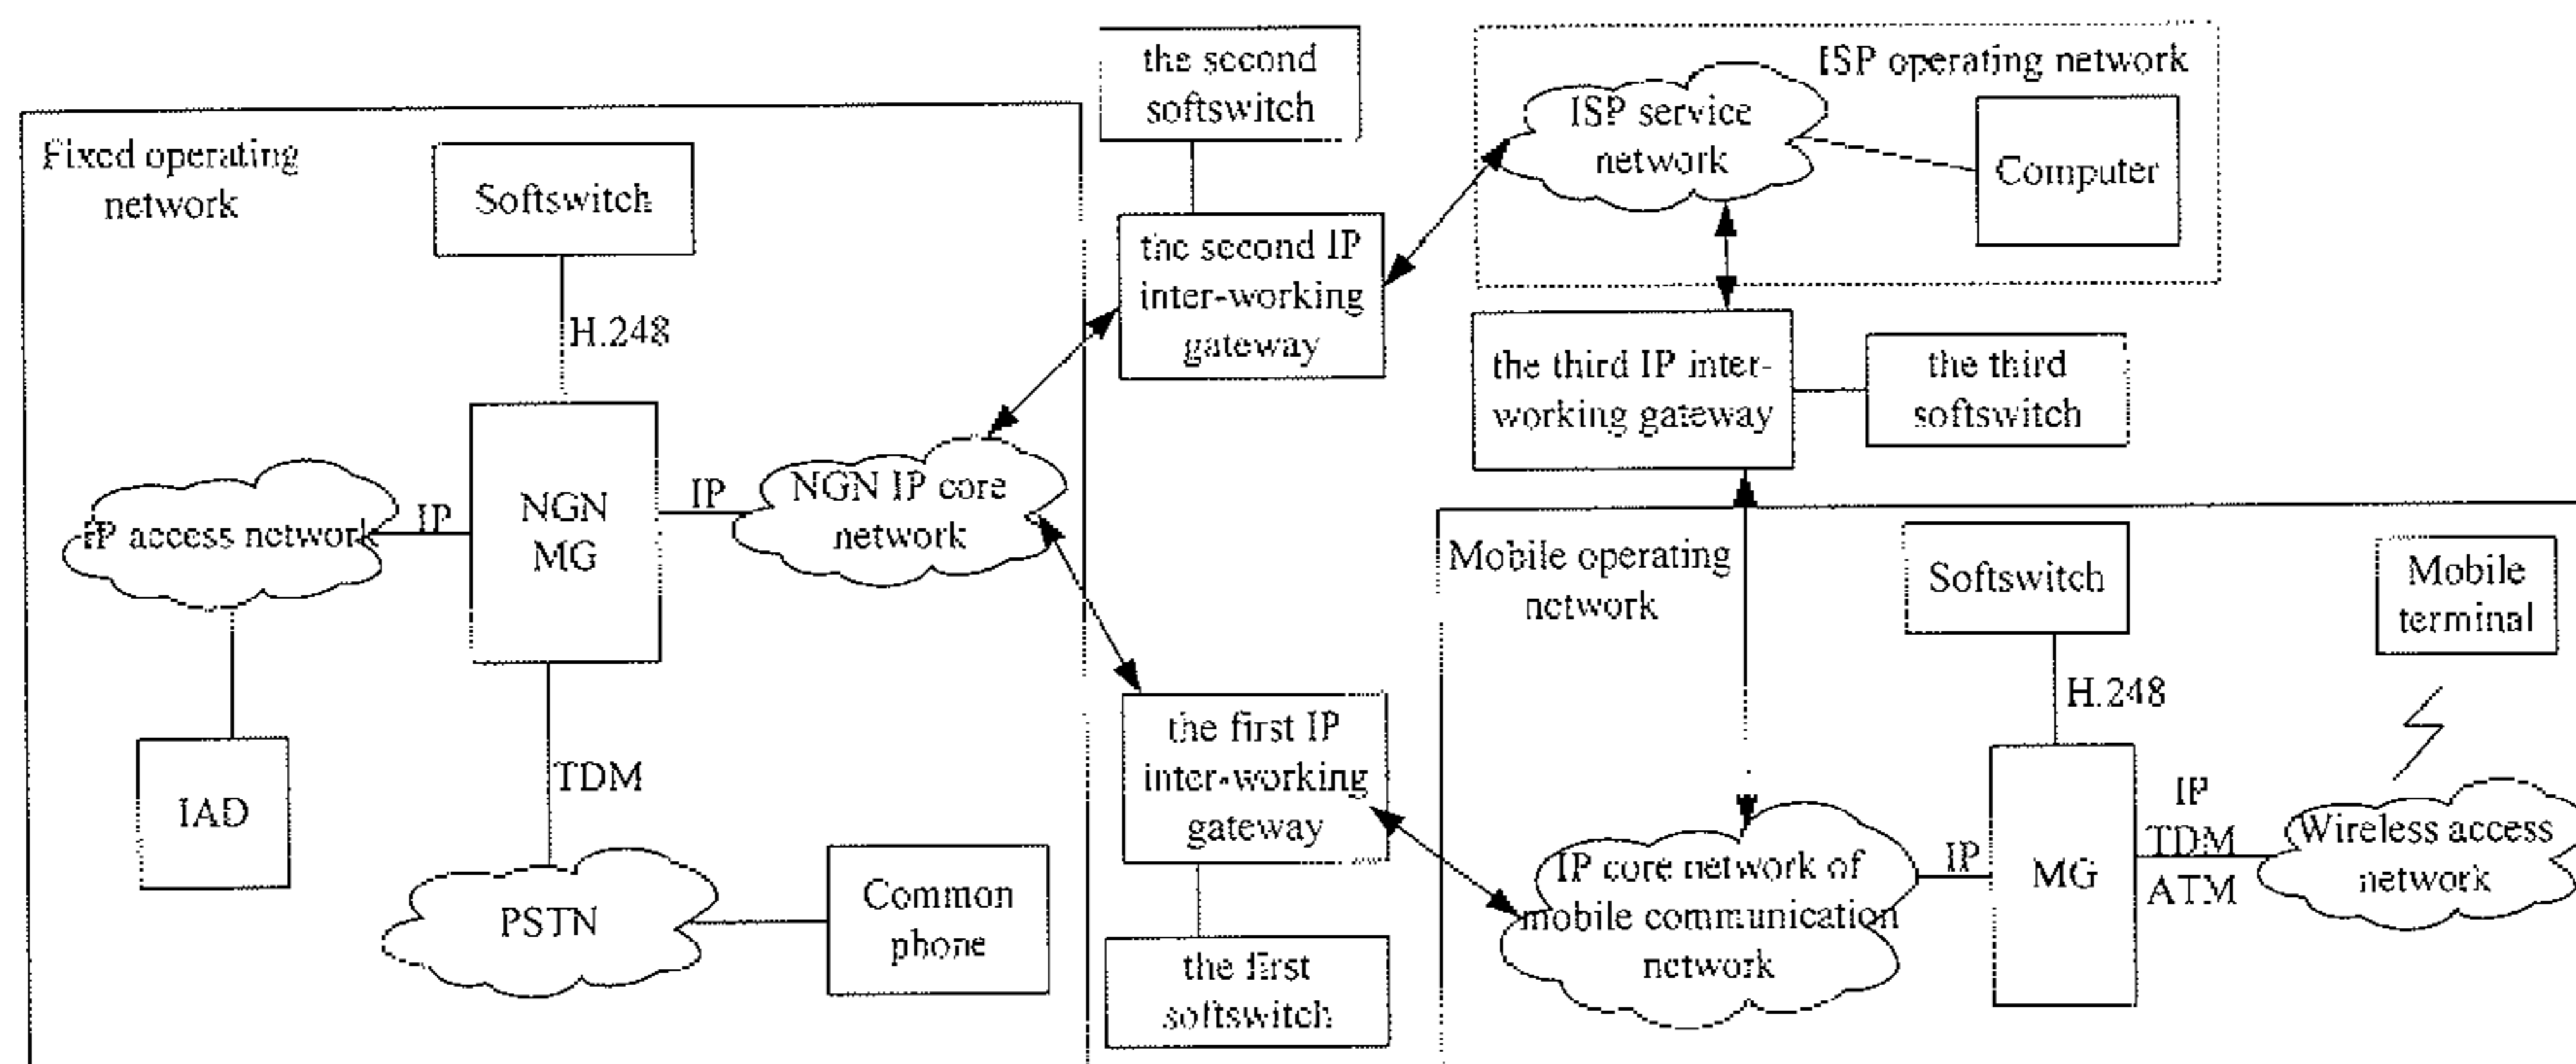 Fixed operating
network
Softswitch
H.248
IP access network
IP
NGN
MG
IP
NGN IP core
network
IAD
TDM
PSTN
Common
phone
the second
softswitch
the second IP
inter-working
gateway
the first IP
inter-working
gateway
the first
softswitch
ISP operating network
ISP service
network
Computer
the third IP inter-
working gateway
the third
softswitch
Mobile operating
network
Softswitch
Mobile
terminal
H.248
IP core network of
mobile communication
network
IP
MG
IP
TDM
ATM
Wireless access
network